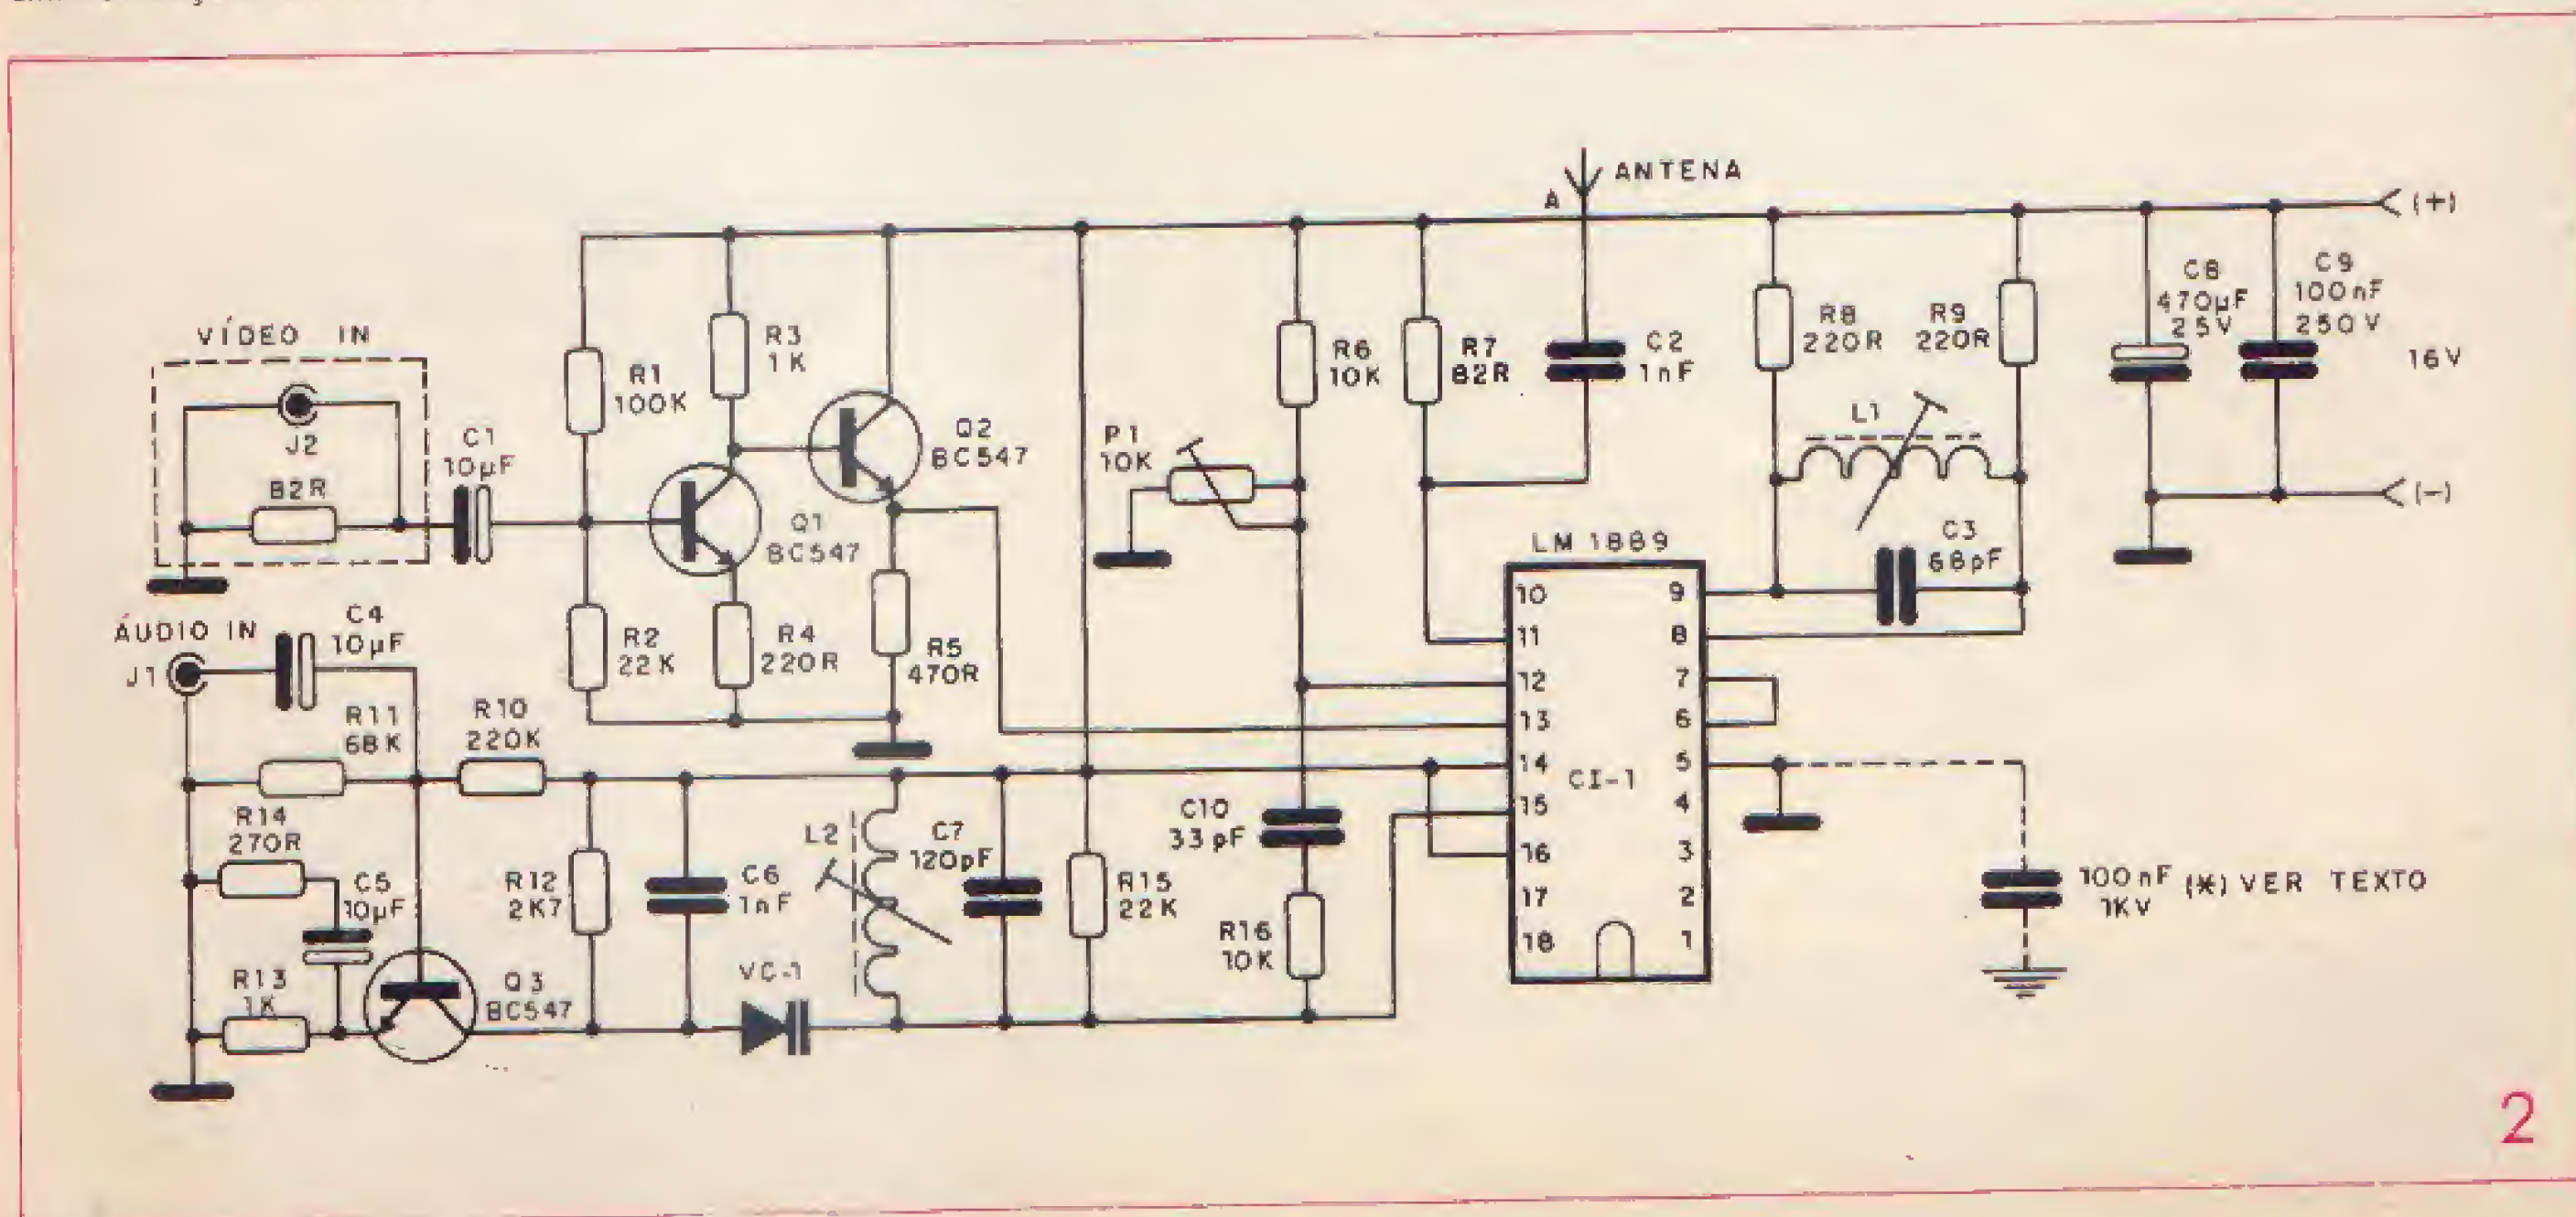 ANTENA
A
(+)
C8
470µF
25V
C9
100nF
250V
16V
(-)
VÍDEO IN
J2
82R
C1
10µF
R1
100K
R3
1K
Q2
BC547
Q1
BC547
P1
10K
R6
10K
R7
82R
C2
1nF
R8
220R
R9
220R
L1
C3
68pF
LM 1889
ÁUDIO IN
J1
C4
10µF
R2
22K
R4
220R
R5
470R
R11
68K
R10
220K
R14
270R
C5
10µF
R13
1K
Q3
BC547
R12
2K7
C6
1nF
VC-1
L2
C7
120pF
R15
22K
C10
33pF
R16
10K
CI-1
10 9
11 8
12 7
13 6
14 5
15 4
16 3
17 2
18 1
100nF
1KV
(*) VER TEXTO
2